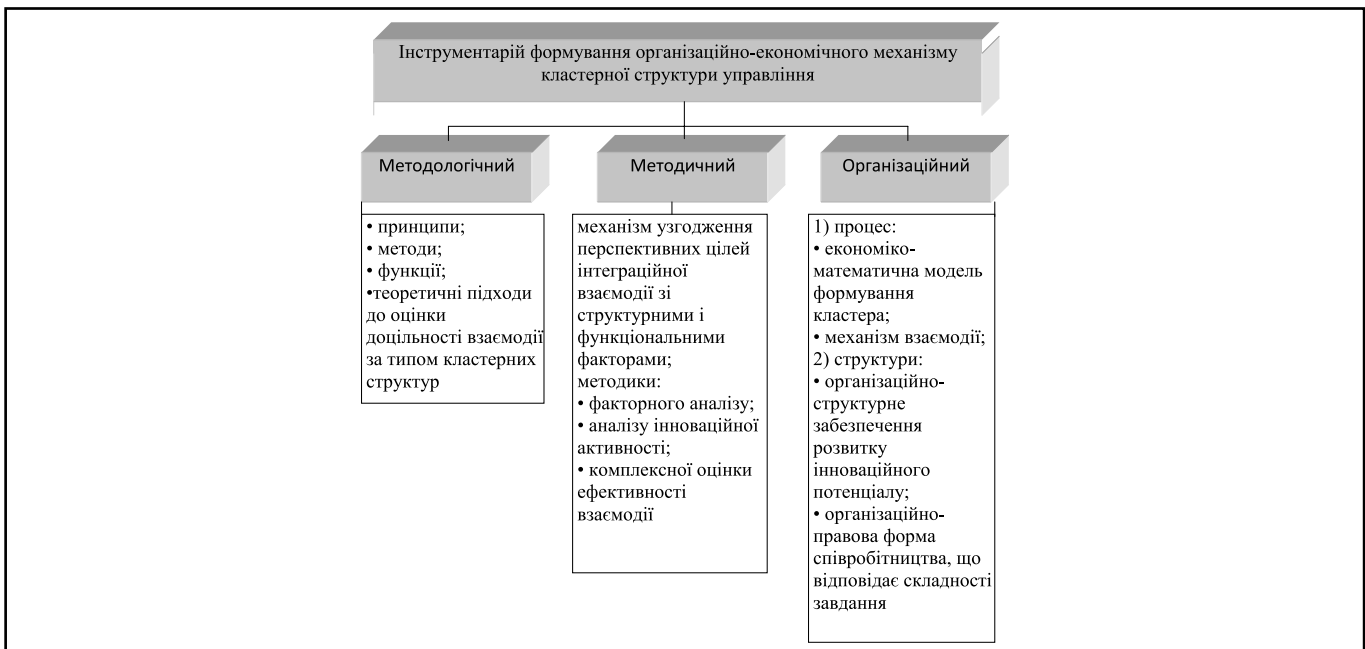 Інструментарій формування організаційно-економічного механізму
кластерної структури управління
Методологічний
Методичний
Організаційний
• принципи;
• методи;
• функції;
•теоретичні підходи
до оцінки
доцільності взаємодії
за типом кластерних
структур
механізм узгодження
перспективних цілей
інтеграційної
взаємодії зі
структурними і
функціональними
факторами;
методики:
• факторного аналізу;
• аналізу інноваційної
активності;
• комплексної оцінки
ефективності
взаємодії
1) процес:
• економіко-
математична модель
формування
кластера;
• механізм взаємодії;
2) структури:
• організаційно-
структурне
забезпечення
розвитку
інноваційного
потенціалу;
• організаційно-
правова форма
співробітництва, що
відповідає складності
завдання